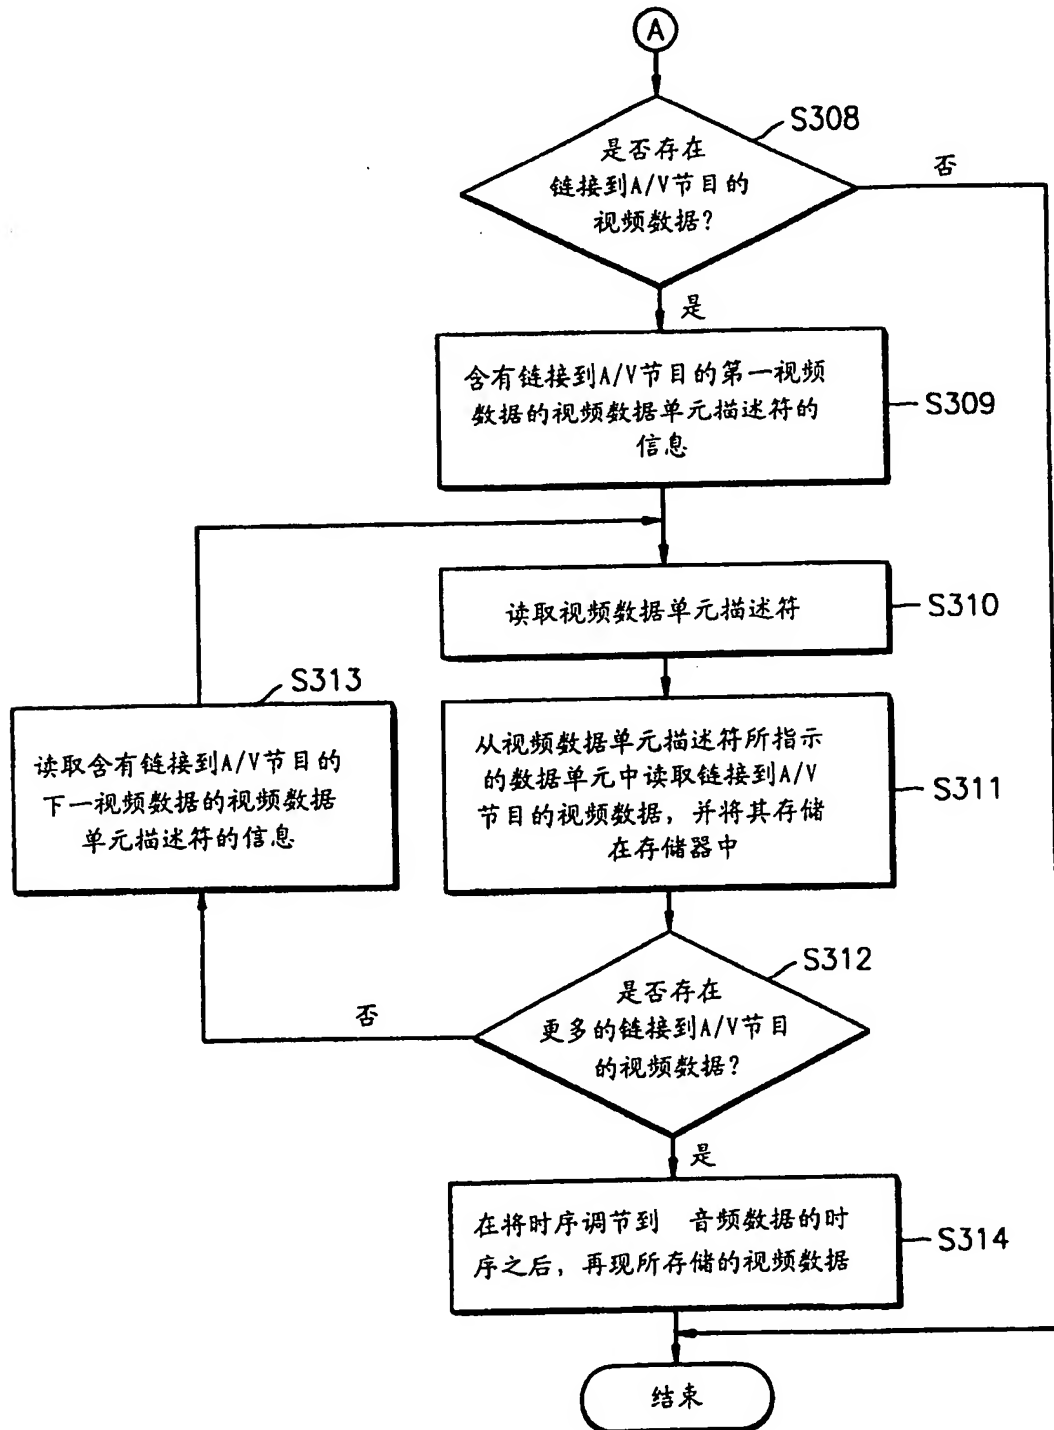 A
S308
是否存在
链接到A/V节目的
视频数据?
否
是
含有链接到A/V节目的第一视频
数据的视频数据单元描述符的
信息
S309
读取视频数据单元描述符
S310
S313
读取含有链接到A/V节目的
下一视频数据的视频数据
单元描述符的信息
从视频数据单元描述符所指示
的数据单元中读取链接到A/V
节目的视频数据，并将其存储
在存储器中
S311
S312
是否存在
更多的链接到A/V节目
的视频数据?
否
是
在将时序调节到 音频数据的时
序之后，再现所存储的视频数据
S314
结束